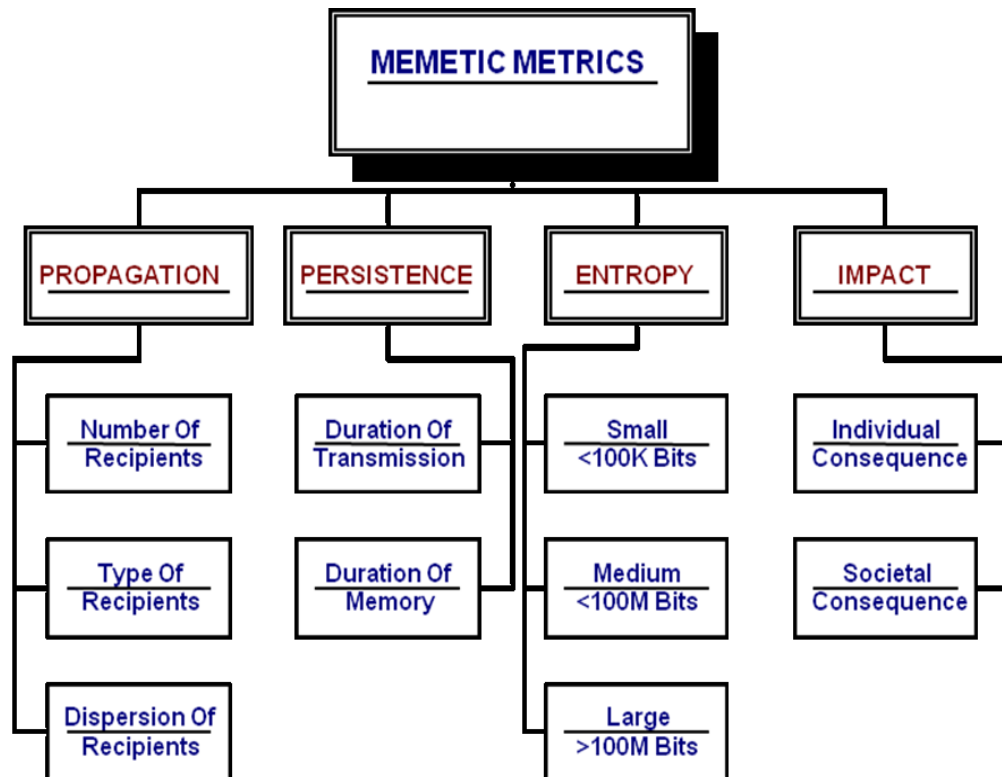 MEMETIC METRICS
PROPAGATION
PERSISTENCE
ENTROPY
IMPACT
Number Of
Recipients
Duration Of
Transmission
Small
<100K Bits
Individual
Consequence
Type Of
Recipients
Duration Of
Memory
Medium
<100M Bits
Societal
Consequence
Dispersion Of
Recipients
Large
>100M Bits